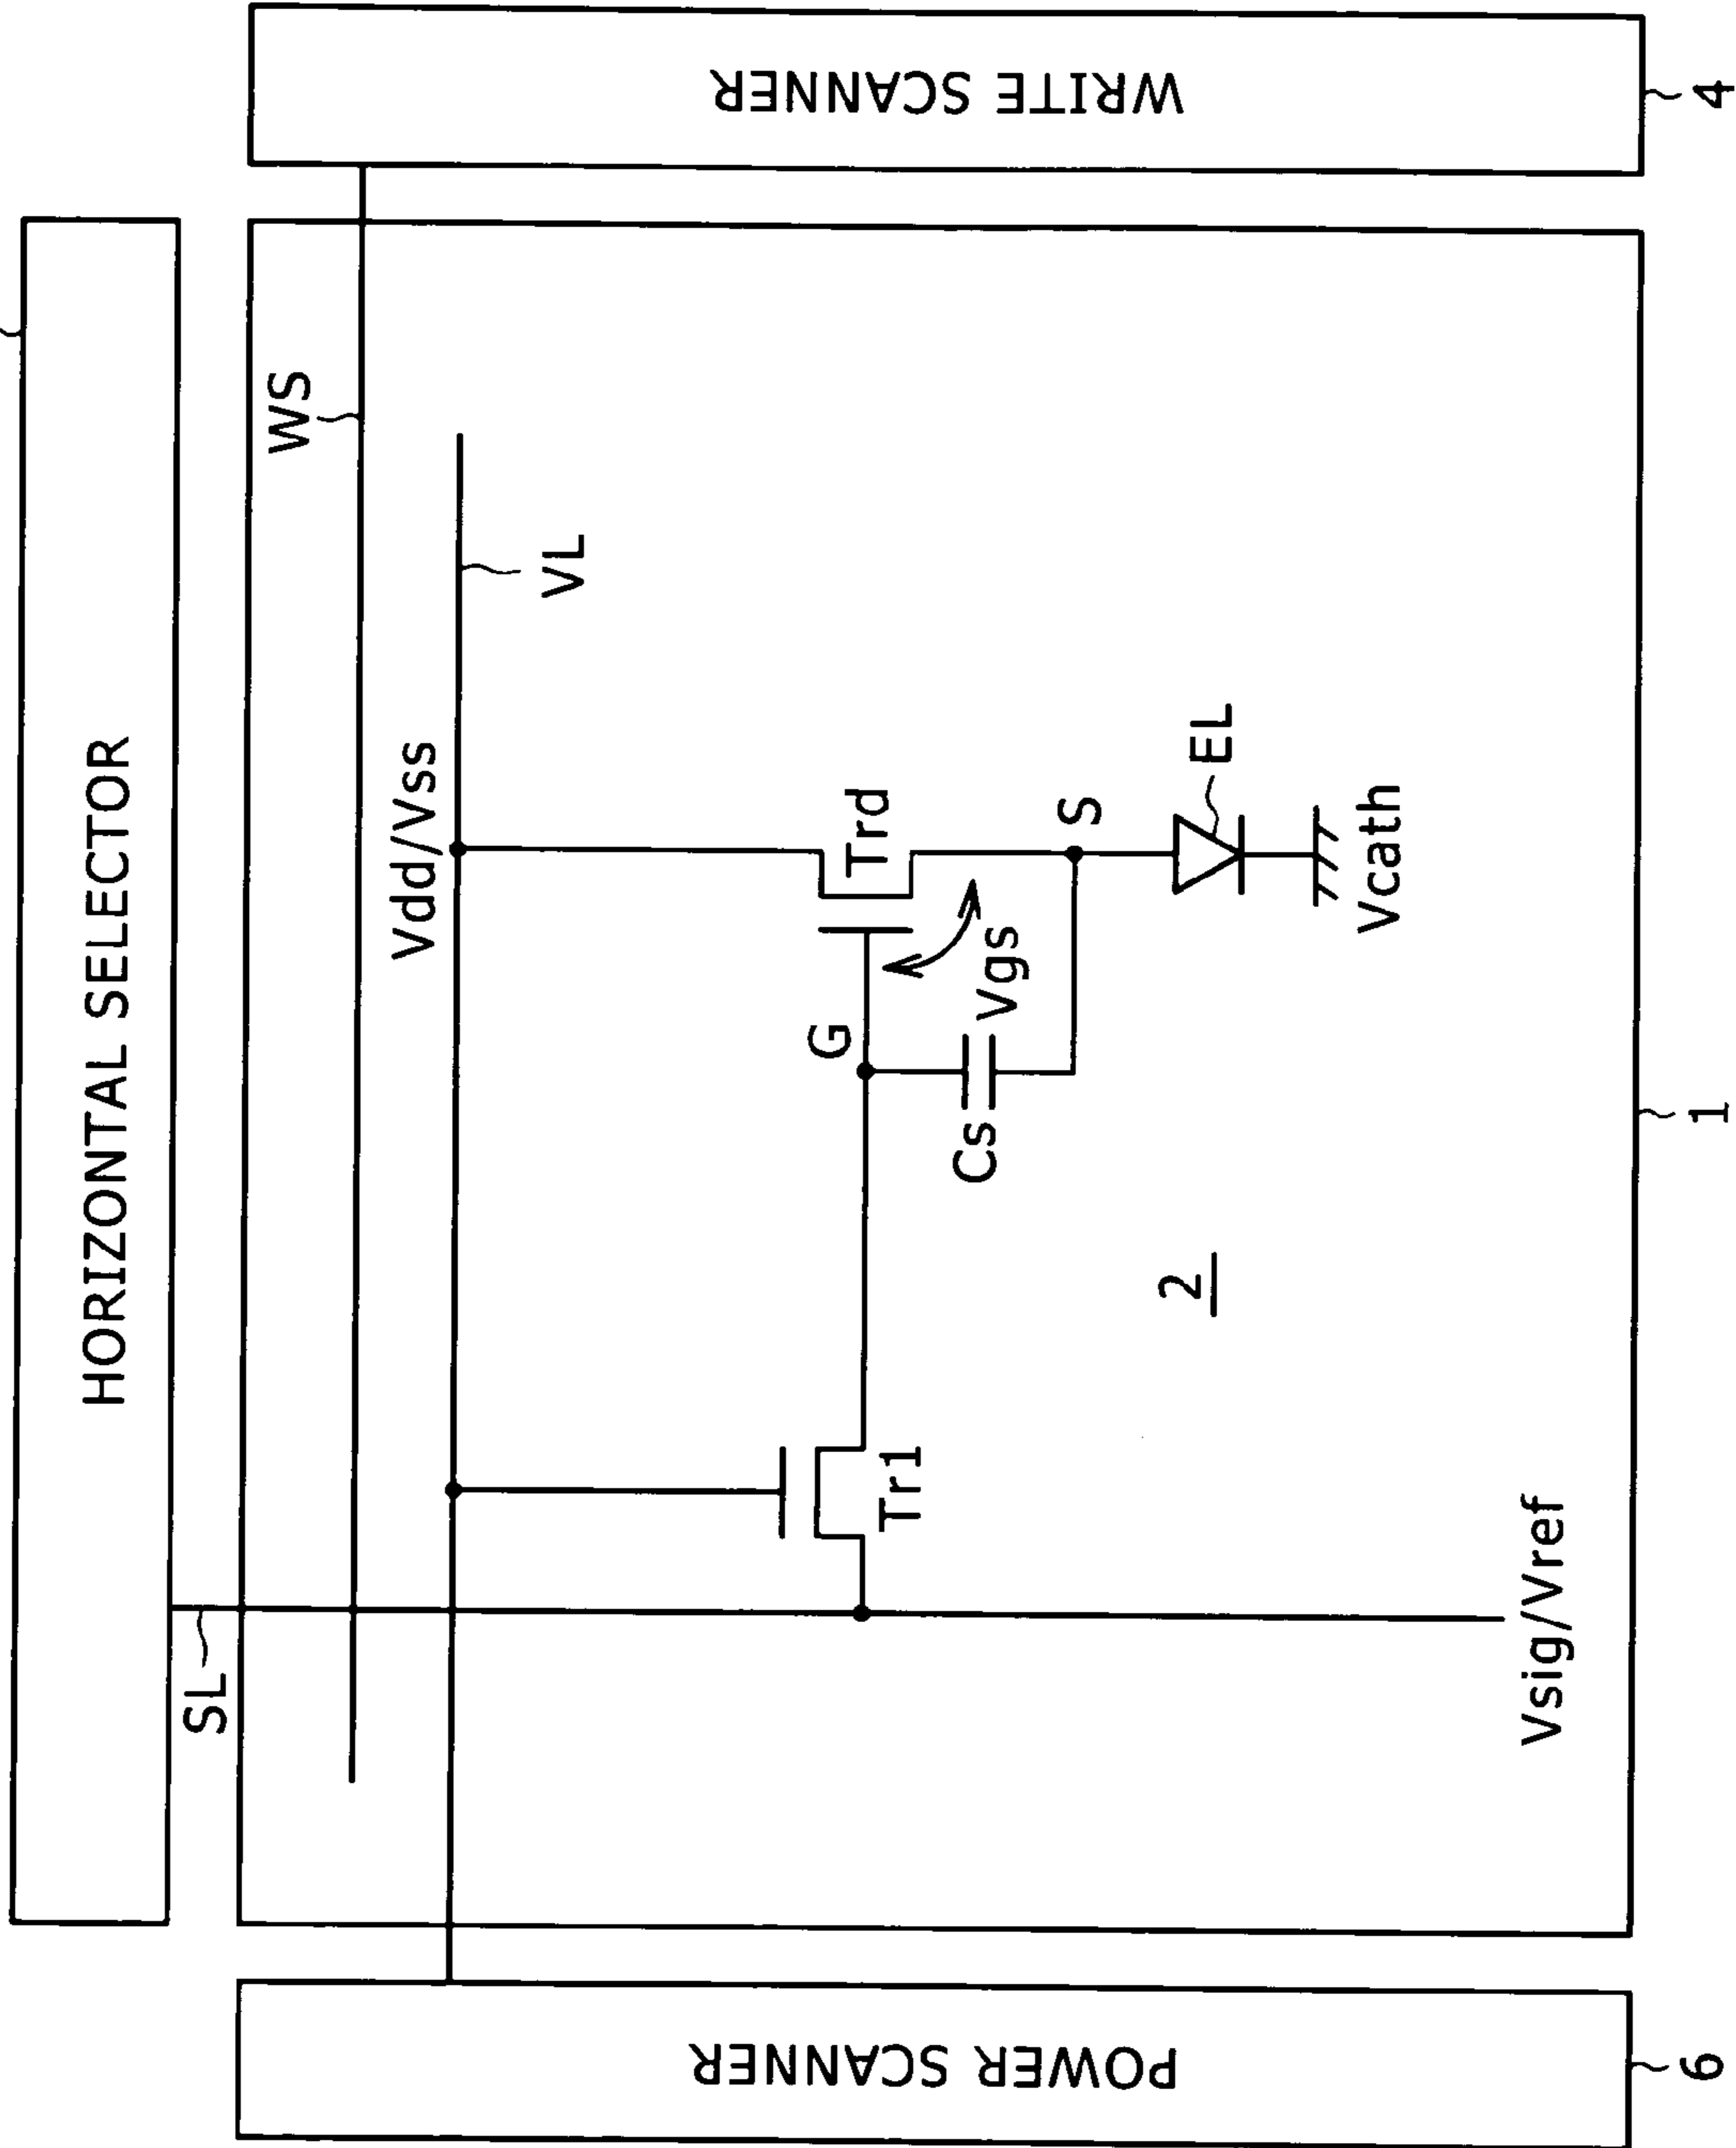 HORIZONTAL SELECTOR
SL
WS
Vdd/Vss
VL
G
Trd
Tr1
Cs
Vgs
S
2
EL
Vcath
Vsig/Vref
POWER SCANNER
WRITE SCANNER
6
1
4